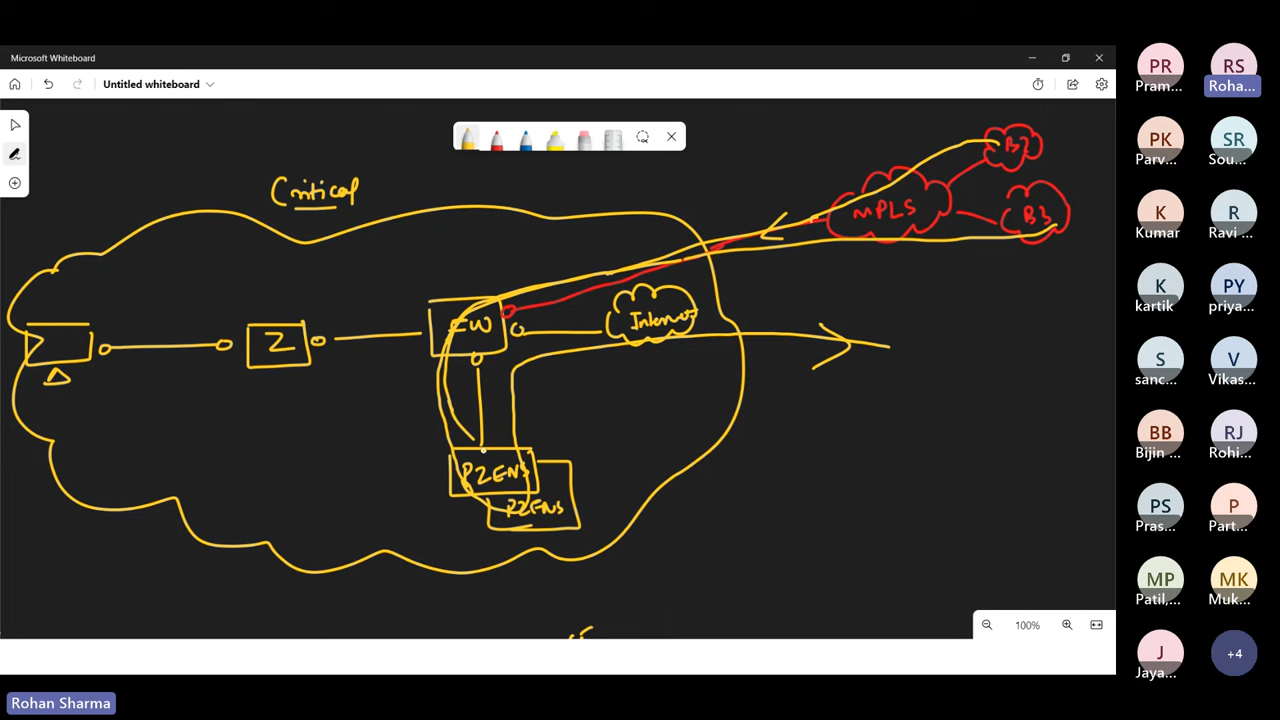 Microsoft Whiteboard
Untitled whiteboard
Critical
B2
MPLS
B3
FW
Internet
Z
PZENS
PZENS
100%
PR
Pram...
RS
Roha...
PK
Parv...
SR
Sou...
K
Kumar
R
Ravi ...
K
kartik
PY
priya...
S
sanc...
V
Vikas...
BB
Bijin ...
RJ
Rohi...
PS
Pras...
P
Part...
MP
Patil,...
MK
Muk...
J
Jaya...
+4
Rohan Sharma